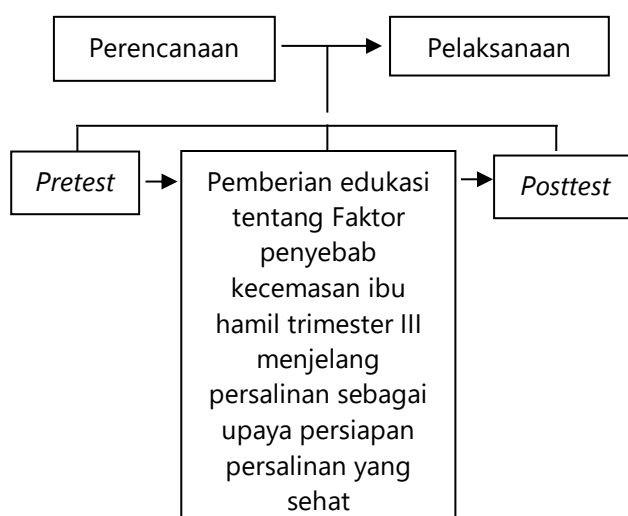 Perencanaan
Pelaksanaan
Pretest
Pemberian edukasi
tentang Faktor
penyebab
kecemasan ibu
hamil trimester III
menjelang
persalinan sebagai
upaya persiapan
persalinan yang
sehat
Posttest